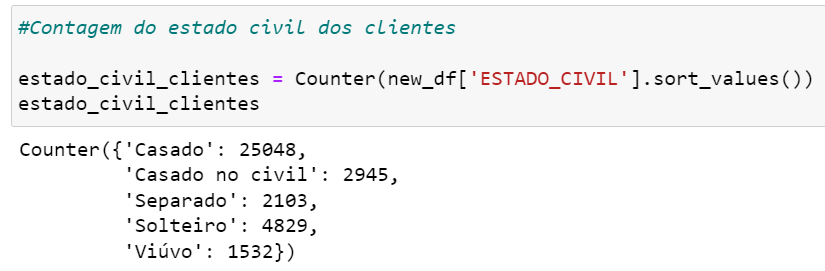 #Contagem do estado civil dos clientes
estado_civil_clientes = Counter(new_df['ESTADO_CIVIL'].sort_values())
estado_civil_clientes
Counter({'Casado': 25048,
'Casado no civil': 2945,
'Separado': 2103,
'Solteiro': 4829,
'Viúvo': 1532})